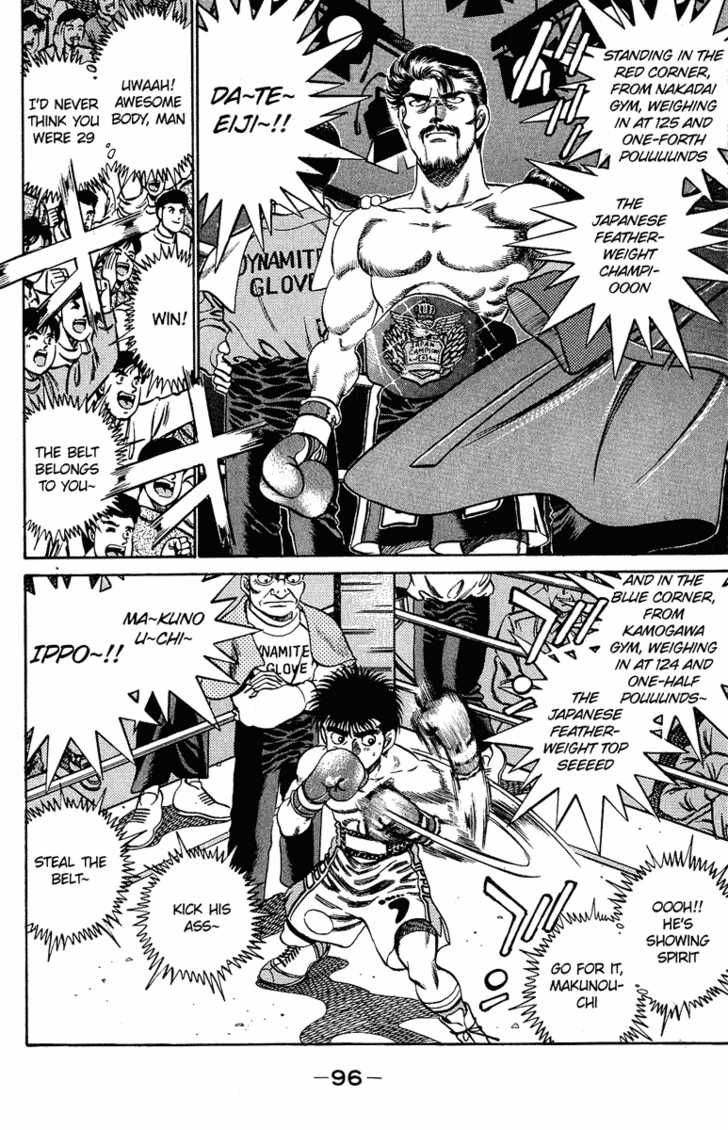 STANDING IN THE
RED CORNER,
FROM NAKADAI
GYM, WEIGHING
IN AT 125 AND
ONE-FORTH
POUUUUNDS
THE
JAPANESE
FEATHER-
WEIGHT
CHAMPI-
OOON
DA~TE~
EIJI~!!
DYNAMITE
GLOVE
JAPAN
CHAMPION
UWAAH!
AWESOME
BODY, MAN
I'D NEVER
THINK YOU
WERE 29
WIN!
THE BELT
BELONGS
TO YOU~
AND IN THE
BLUE CORNER,
FROM
KAMOGAWA
GYM, WEIGHING
IN AT 124 AND
ONE-HALF
POUUUNDS~
THE
JAPANESE
FEATHER-
WEIGHT TOP
SEEEED
MA~KUNO
U~CHI~
IPPO~!!
DYNAMITE
GLOVE
OOOH!!
HE'S
SHOWING
SPIRIT
GO FOR IT,
MAKUNOU-
CHI
KICK HIS
ASS~
STEAL THE
BELT~
—96—